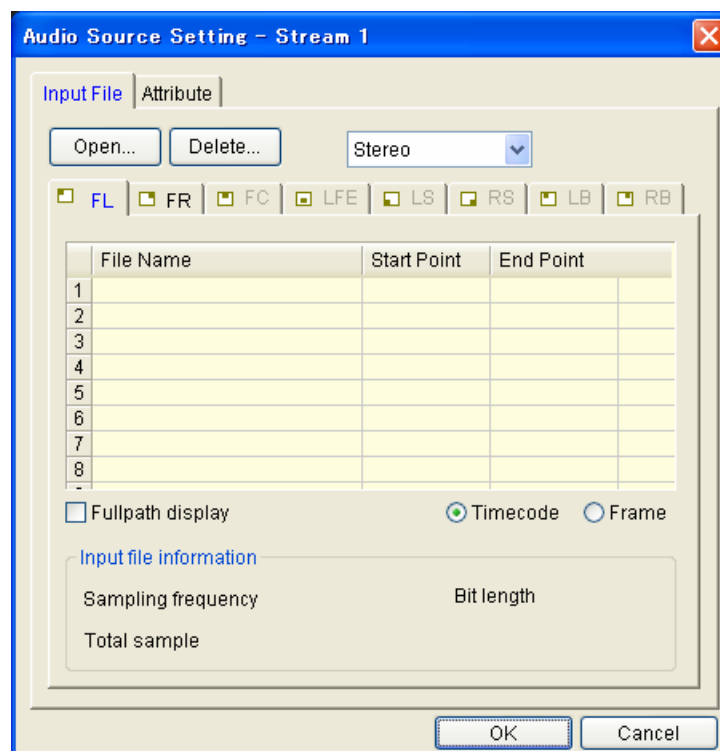 Audio Source Setting - Stream 1
Input File Attribute
Open... Delete... Stereo
FL FR FC LFE LS RS LB RB
File Name Start Point End Point
1
2
3
4
5
6
7
8
Fullpath display Timecode Frame
Input file information
Sampling frequency Bit length
Total sample
OK Cancel